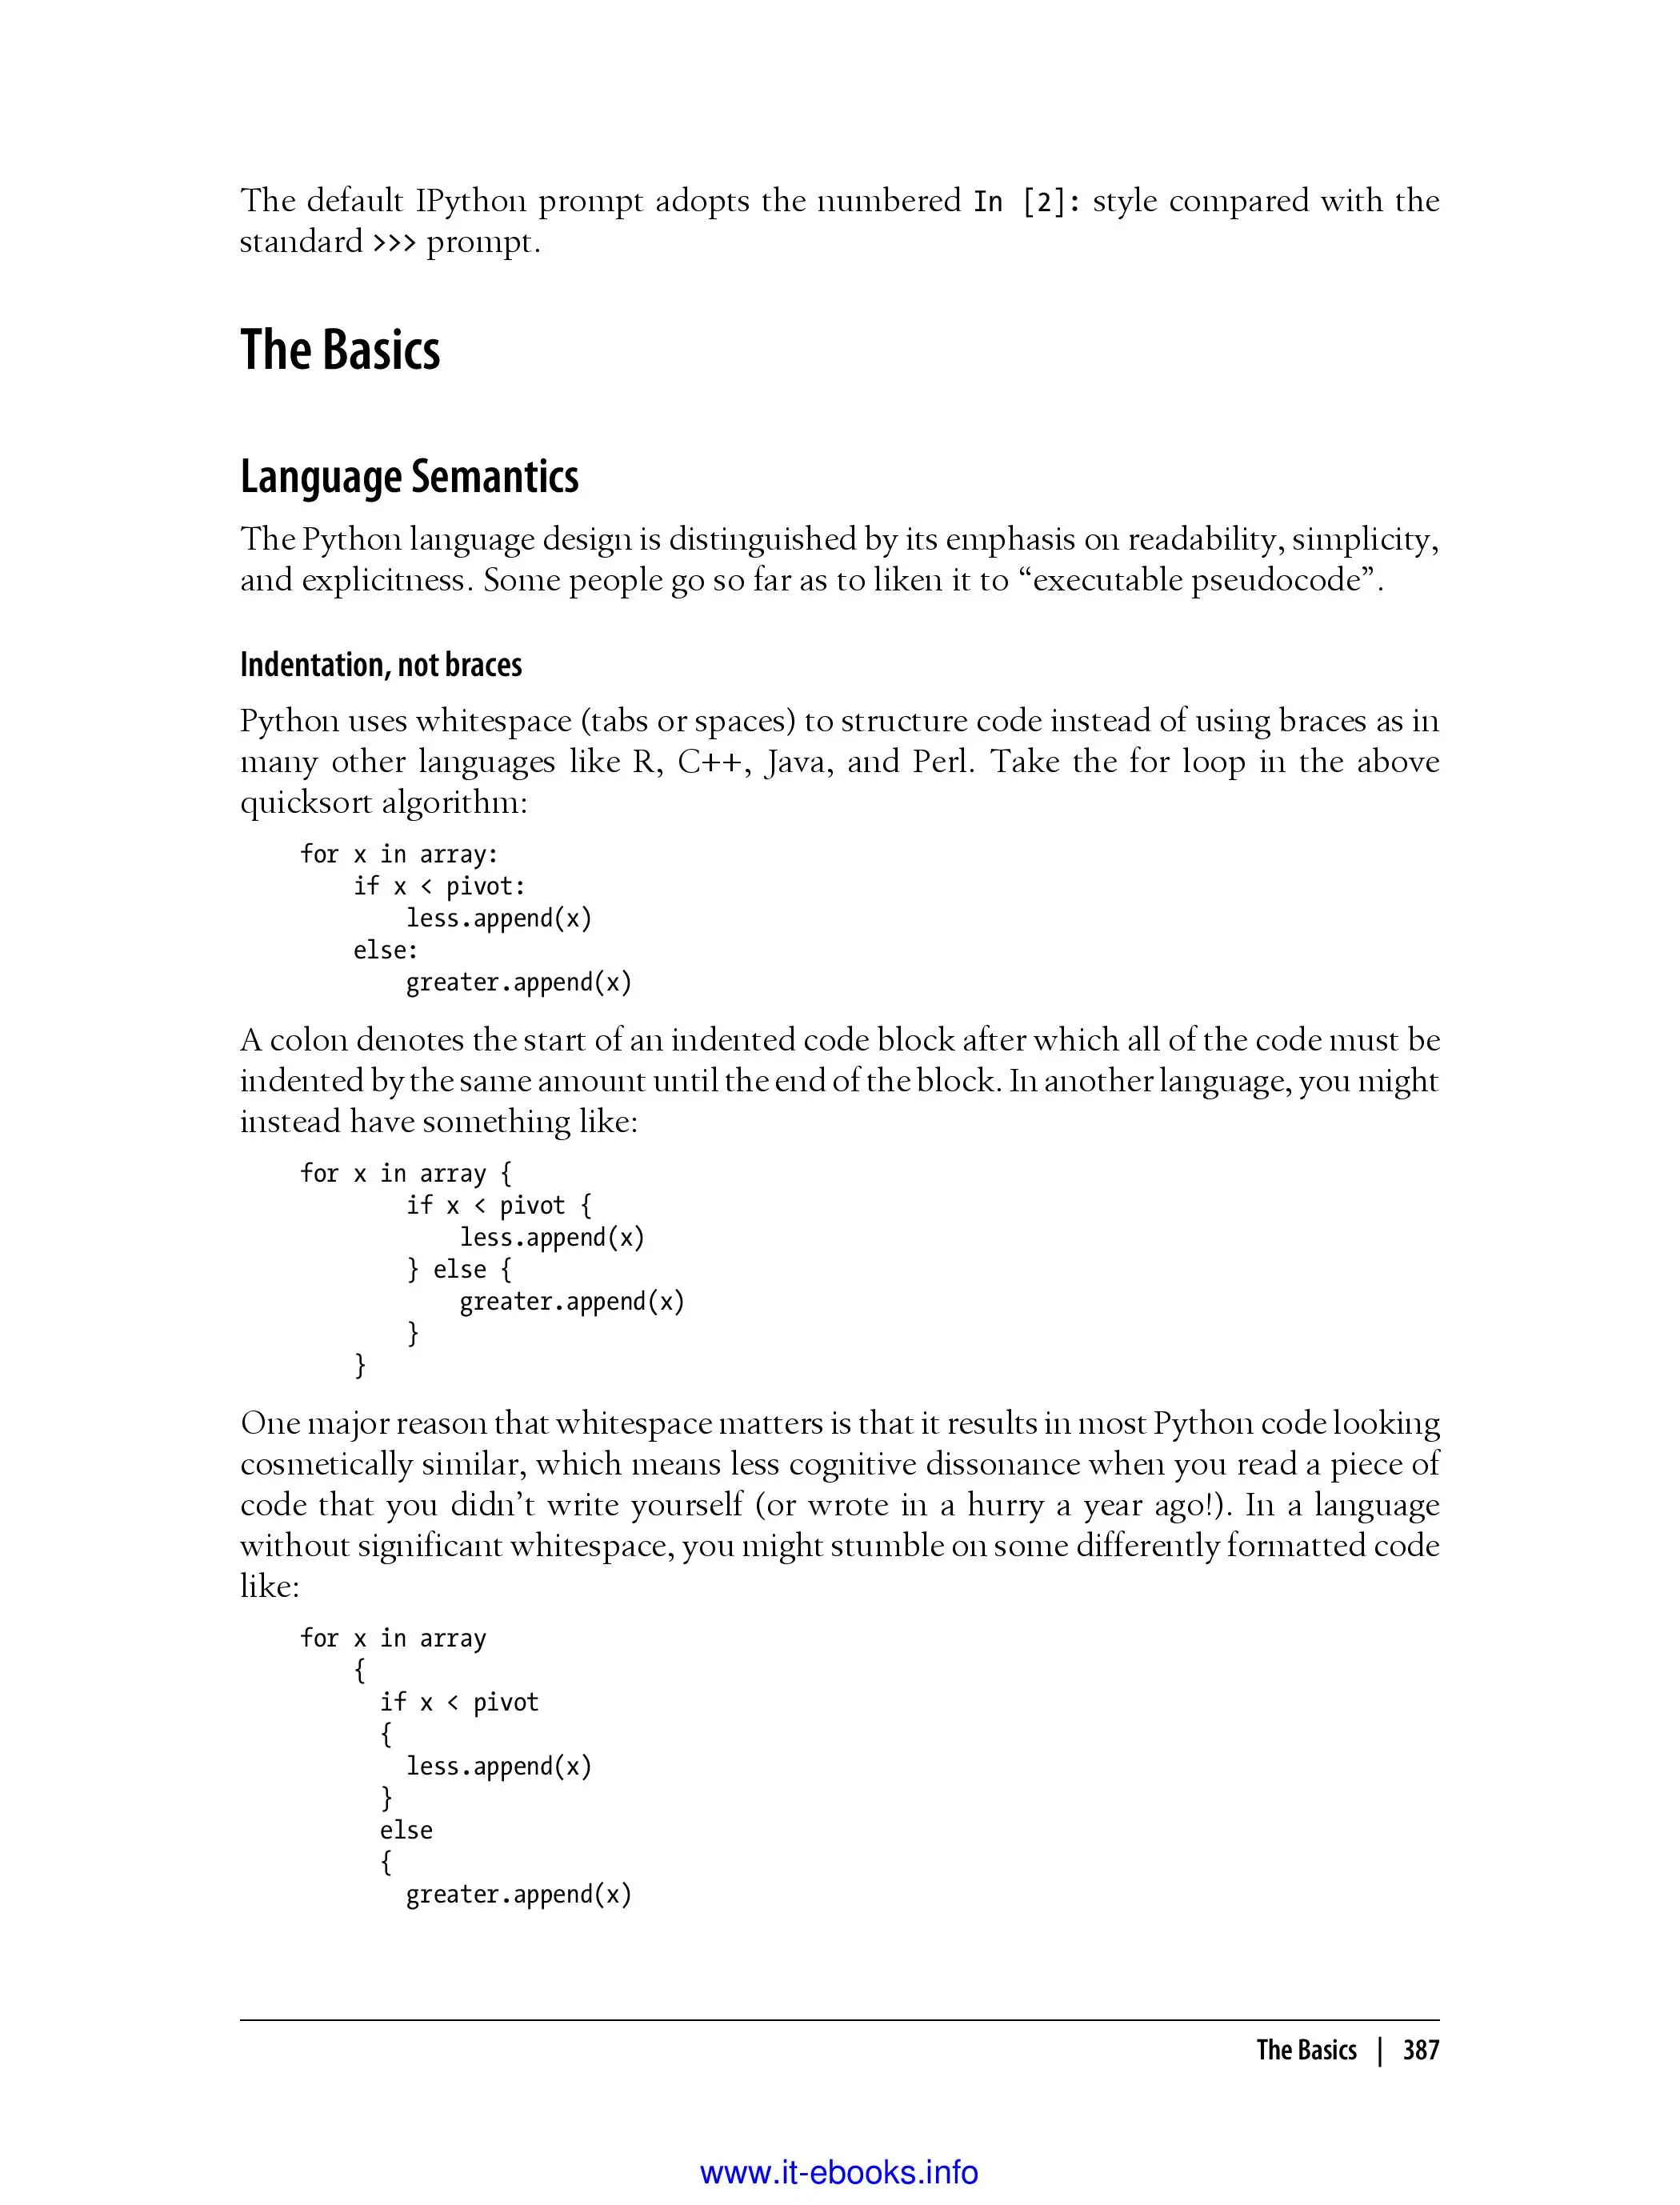 The default IPython prompt adopts the numbered In [2]: style compared with the
standard >>> prompt.
The Basics
Language Semantics
The Python language design is distinguished by its emphasis on readability, simplicity,
and explicitness. Some people go so far as to liken it to “executable pseudocode”.
Indentation, not braces
Python uses whitespace (tabs or spaces) to structure code instead of using braces as in
many other languages like R, C++, Java, and Perl. Take the for loop in the above
quicksort algorithm:
for x in array:
    if x < pivot:
        less.append(x)
    else:
        greater.append(x)
A colon denotes the start of an indented code block after which all of the code must be
indented by the same amount until the end of the block. In another language, you might
instead have something like:
for x in array {
        if x < pivot {
            less.append(x)
        } else {
            greater.append(x)
        }
    }
One major reason that whitespace matters is that it results in most Python code looking
cosmetically similar, which means less cognitive dissonance when you read a piece of
code that you didn’t write yourself (or wrote in a hurry a year ago!). In a language
without significant whitespace, you might stumble on some differently formatted code
like:
for x in array
    {
      if x < pivot
      {
        less.append(x)
      }
      else
      {
        greater.append(x)
The Basics | 387
www.it-ebooks.info